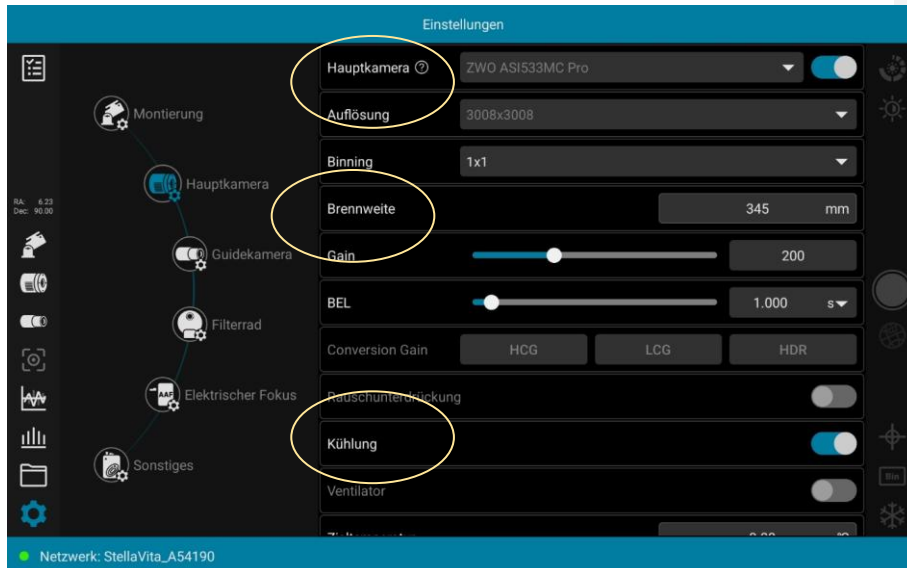 Einstellungen
Hauptkamera ? ZWO ASI533MC Pro
Montierung
Auflösung 3008x3008
Binning 1x1
Hauptkamera
RA: 6.23
Dec: 90.00
Brennweite 345 mm
Guidekamera
Gain 200
BEL 1.000 s
Filterrad
Conversion Gain HCG LCG HDR
AAF Elektrischer Fokus
Rauschunterdrückung
Kühlung
Sonstiges
Bin
Ventilator
Netzwerk: StellaVita_A54190